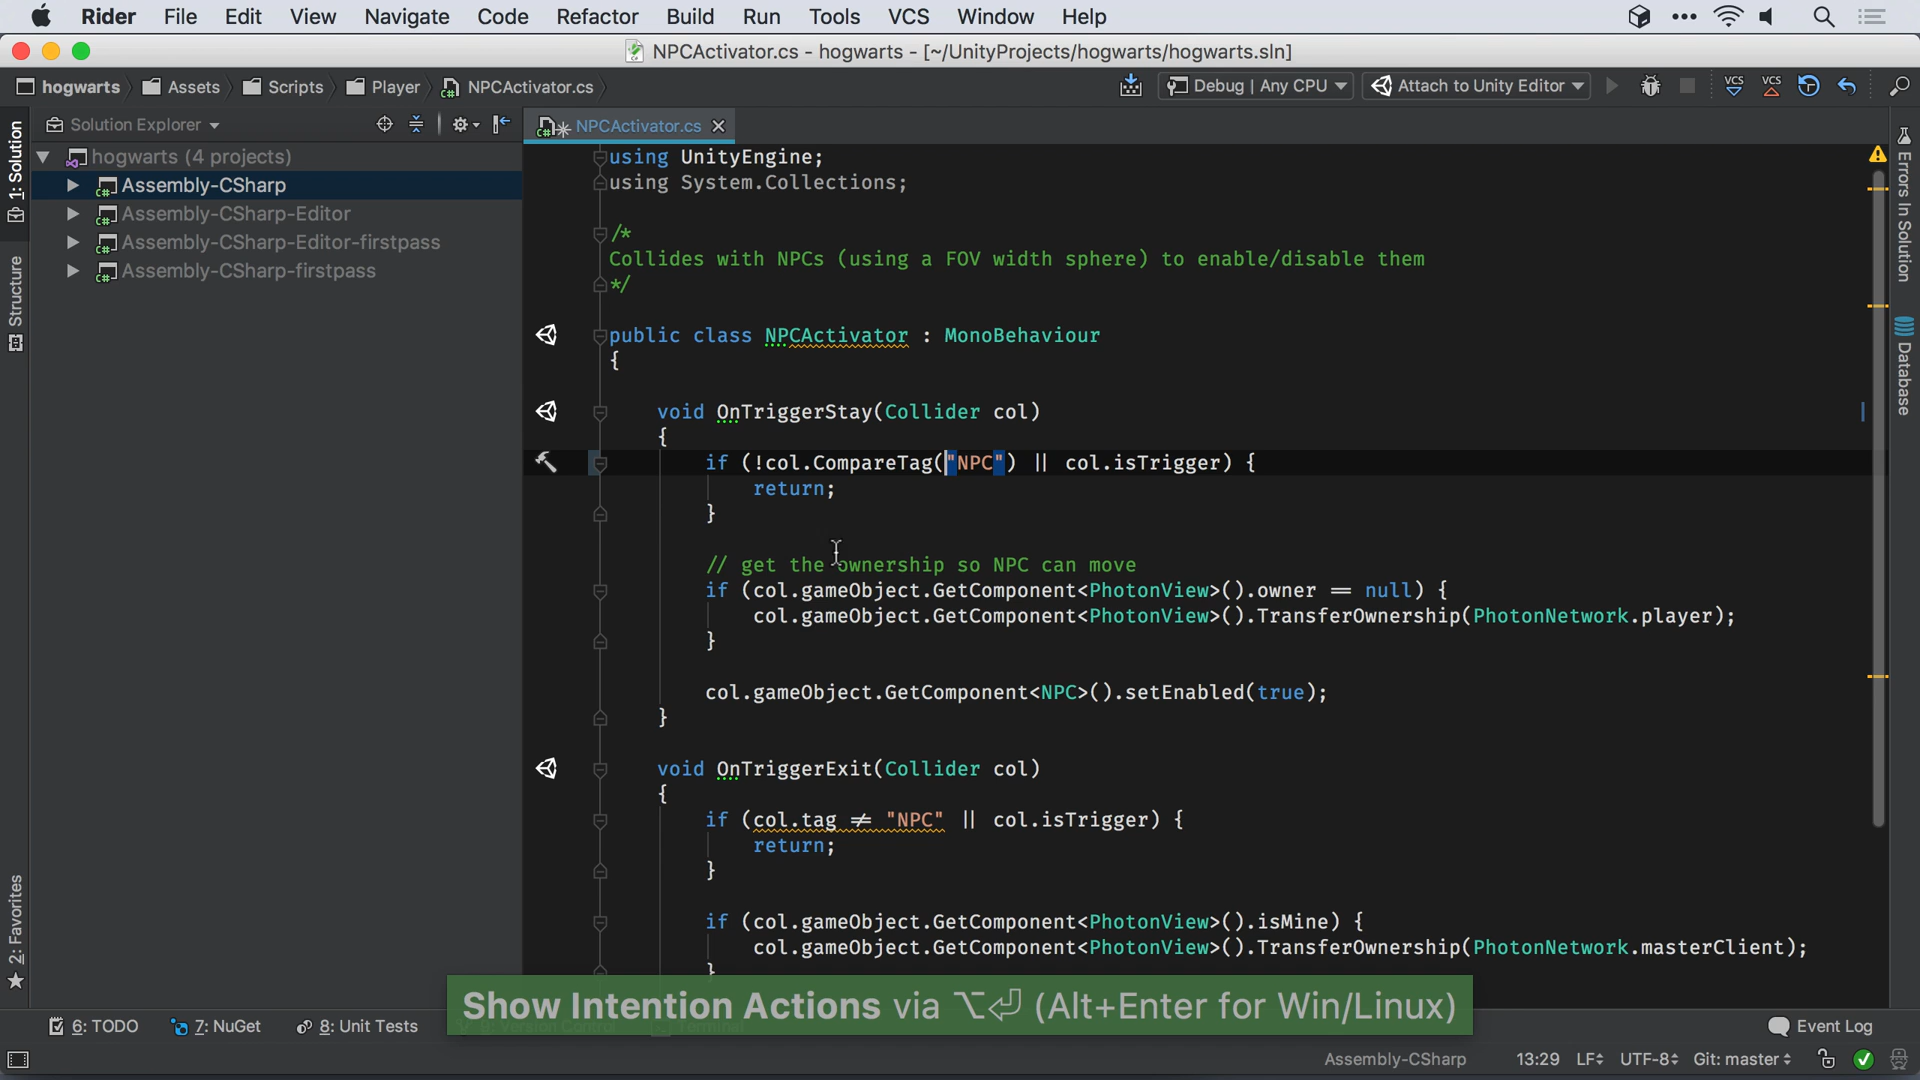 Rider File Edit View Navigate Code Refactor Build Run Tools VCS Window Help
NPCActivator.cs - hogwarts - [~/UnityProjects/hogwarts/hogwarts.sln]
hogwarts Assets Scripts Player NPCActivator.cs Debug | Any CPU Attach to Unity Editor VCS VCS
1: Solution
Structure
2: Favorites
Solution Explorer
hogwarts (4 projects)
Assembly-CSharp
Assembly-CSharp-Editor
Assembly-CSharp-Editor-firstpass
Assembly-CSharp-firstpass
NPCActivator.cs
using UnityEngine;
using System.Collections;
/*
Collides with NPCs (using a FOV width sphere) to enable/disable them
*/
public class NPCActivator : MonoBehaviour
{
void OnTriggerStay(Collider col)
{
if (!col.CompareTag("NPC") || col.isTrigger) {
return;
}
// get the ownership so NPC can move
if (col.gameObject.GetComponent<PhotonView>().owner == null) {
col.gameObject.GetComponent<PhotonView>().TransferOwnership(PhotonNetwork.player);
}
col.gameObject.GetComponent<NPC>().setEnabled(true);
}
void OnTriggerExit(Collider col)
{
if (col.tag ≠ "NPC" || col.isTrigger) {
return;
}
if (col.gameObject.GetComponent<PhotonView>().isMine) {
col.gameObject.GetComponent<PhotonView>().TransferOwnership(PhotonNetwork.masterClient);
}
Errors In Solution
Database
Show Intention Actions via ⌥⏎ (Alt+Enter for Win/Linux)
6: TODO 7: NuGet 8: Unit Tests Event Log
Assembly-CSharp 13:29 LF UTF-8 Git: master